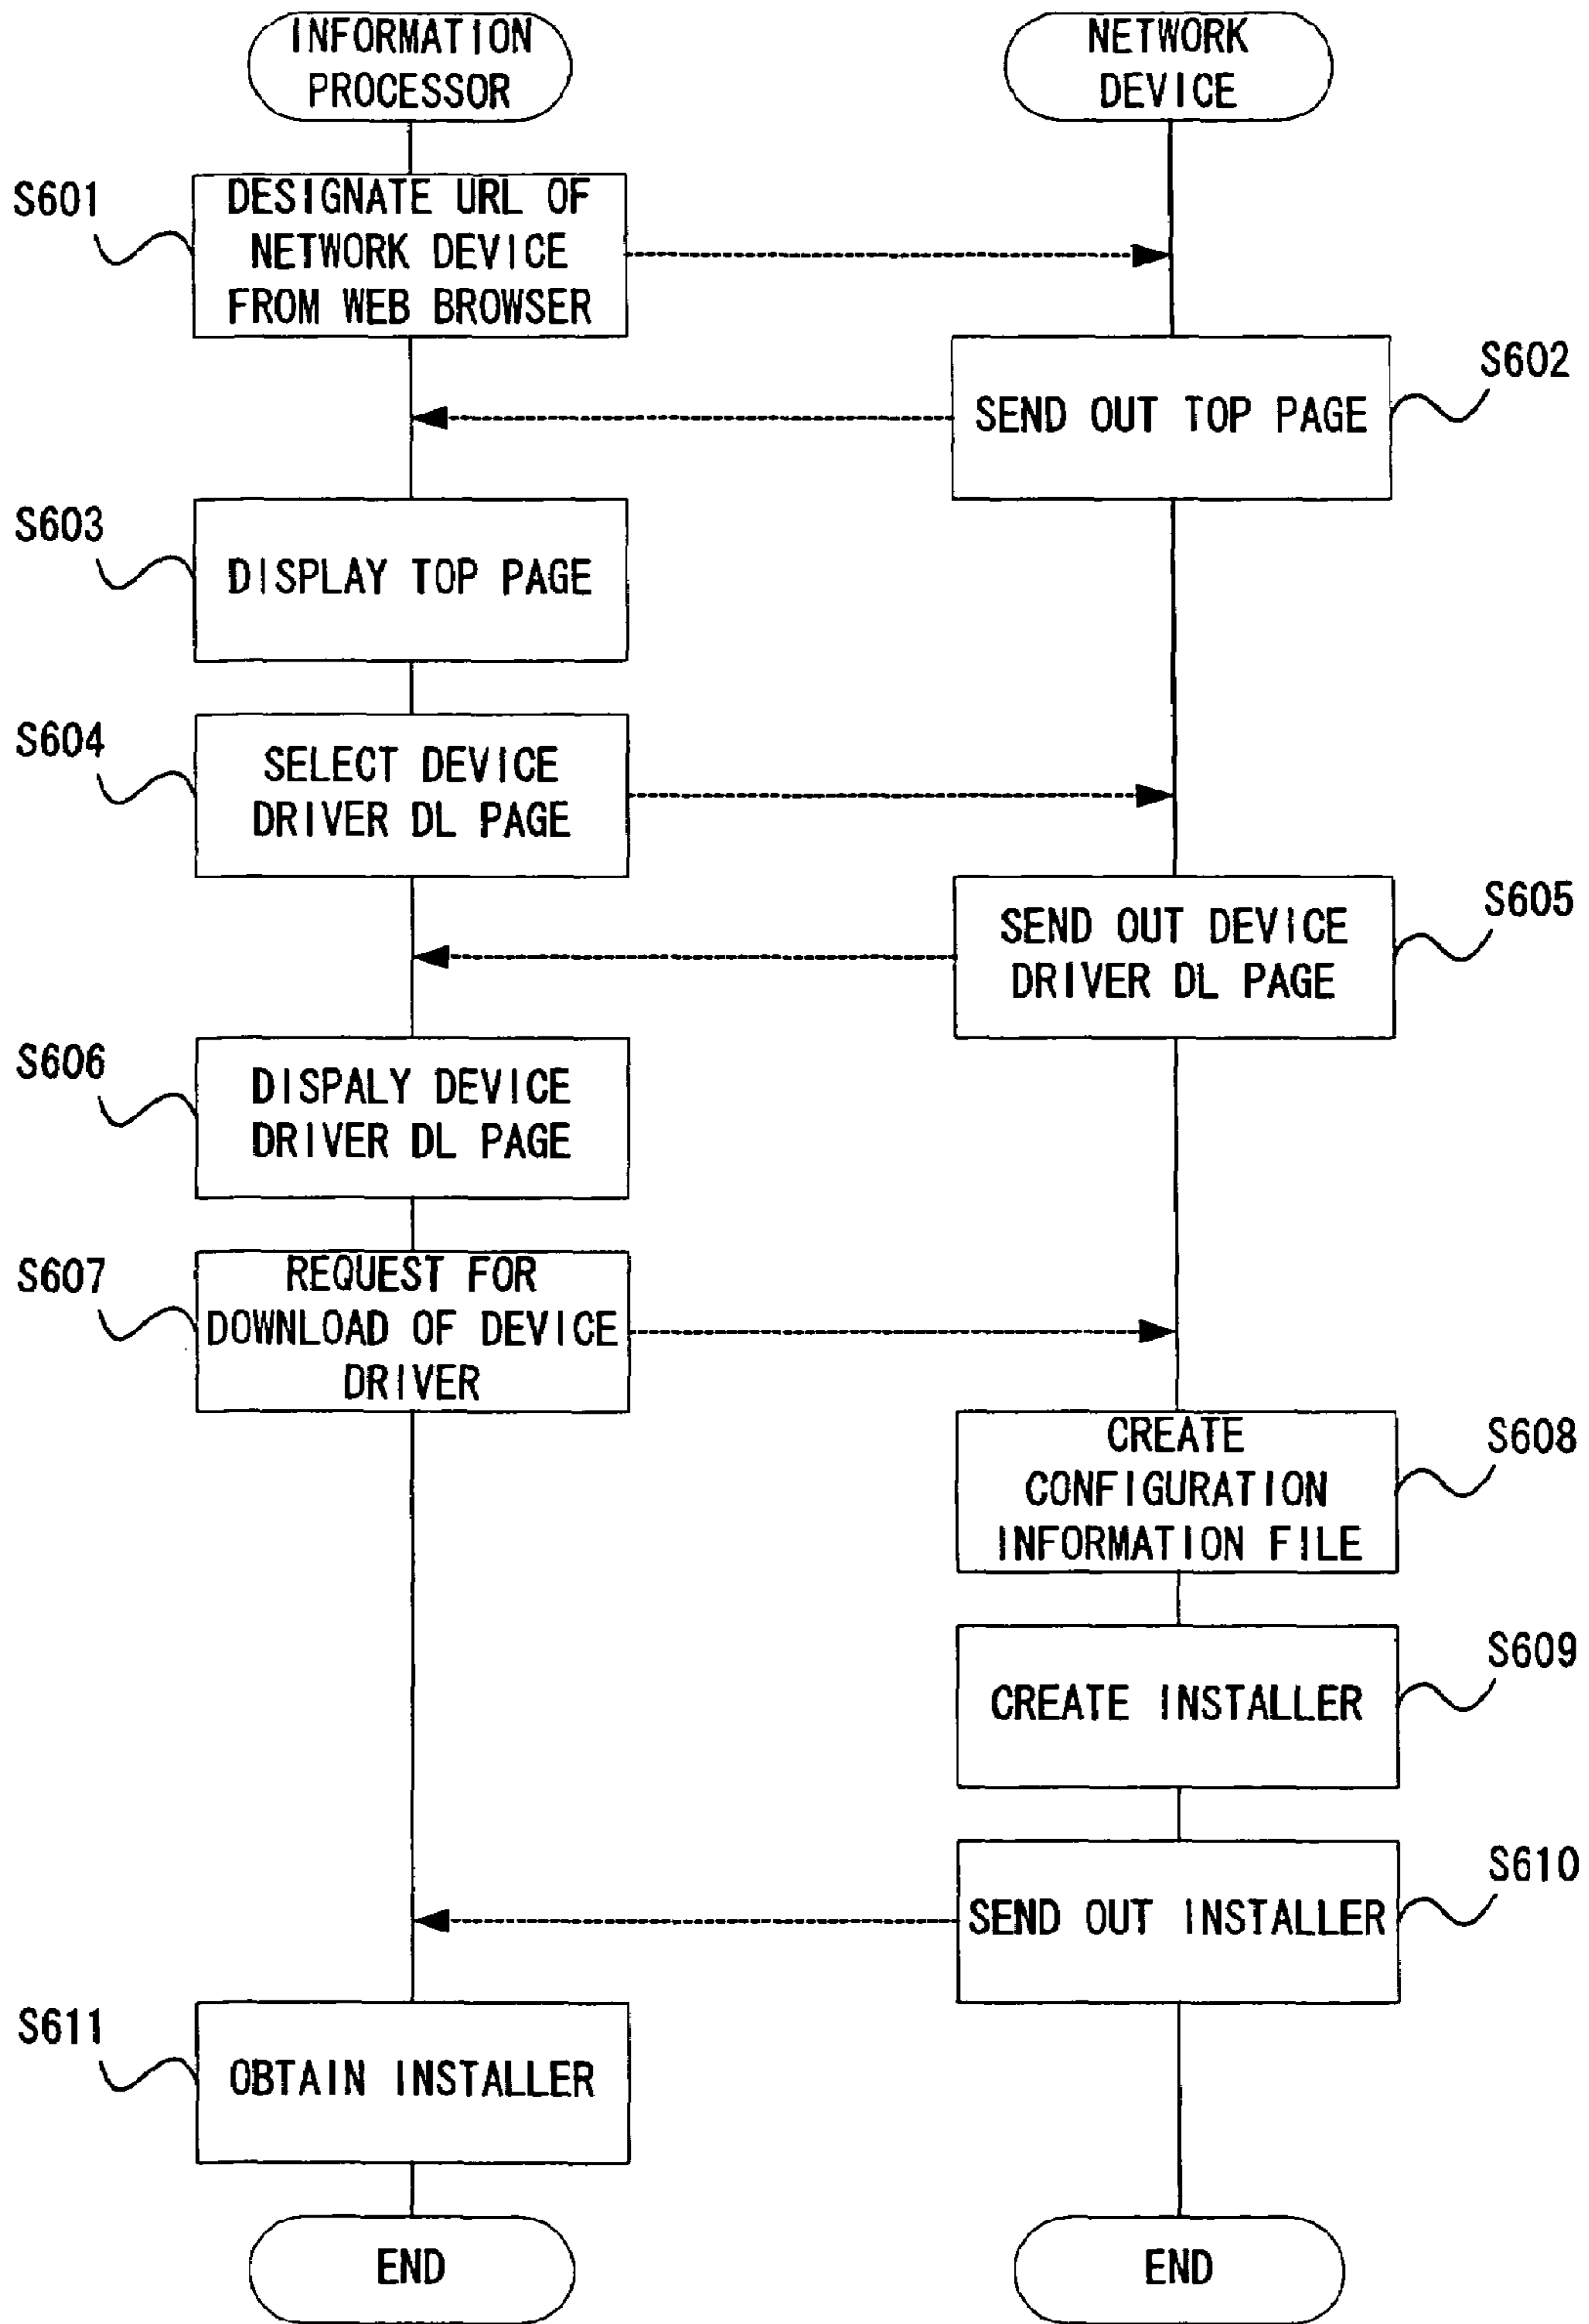 INFORMATION
PROCESSOR
NETWORK
DEVICE
S601
DESIGNATE URL OF
NETWORK DEVICE
FROM WEB BROWSER
S602
SEND OUT TOP PAGE
S603
DISPLAY TOP PAGE
S604
SELECT DEVICE
DRIVER DL PAGE
S605
SEND OUT DEVICE
DRIVER DL PAGE
S606
DISPALY DEVICE
DRIVER DL PAGE
S607
REQUEST FOR
DOWNLOAD OF DEVICE
DRIVER
S608
CREATE
CONFIGURATION
INFORMATION FILE
S609
CREATE INSTALLER
S610
SEND OUT INSTALLER
S611
OBTAIN INSTALLER
END
END